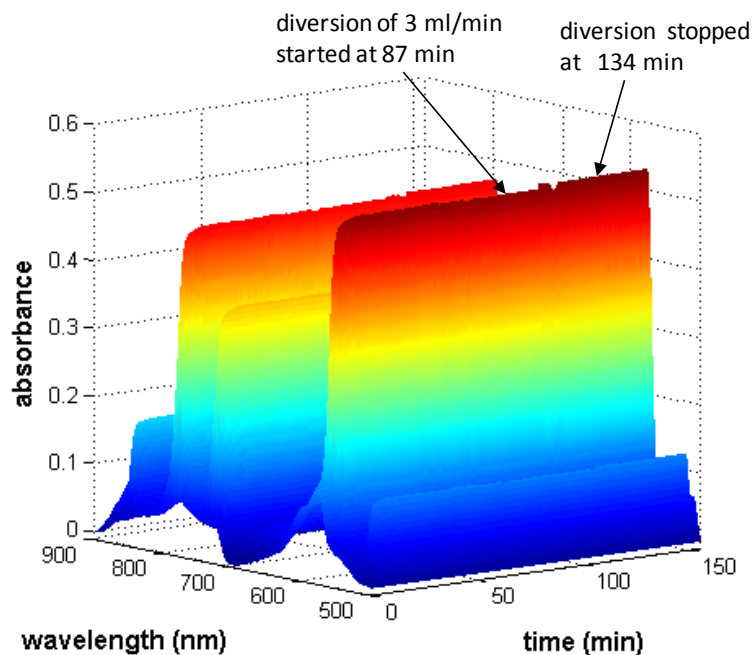 diversion of 3 ml/min
started at 87 min
diversion stopped
at 134 min
0.6
0.5
0.4
0.3
0.2
0.1
0
absorbance
900
800
700
600
500
wavelength (nm)
0
50
100
150
time (min)